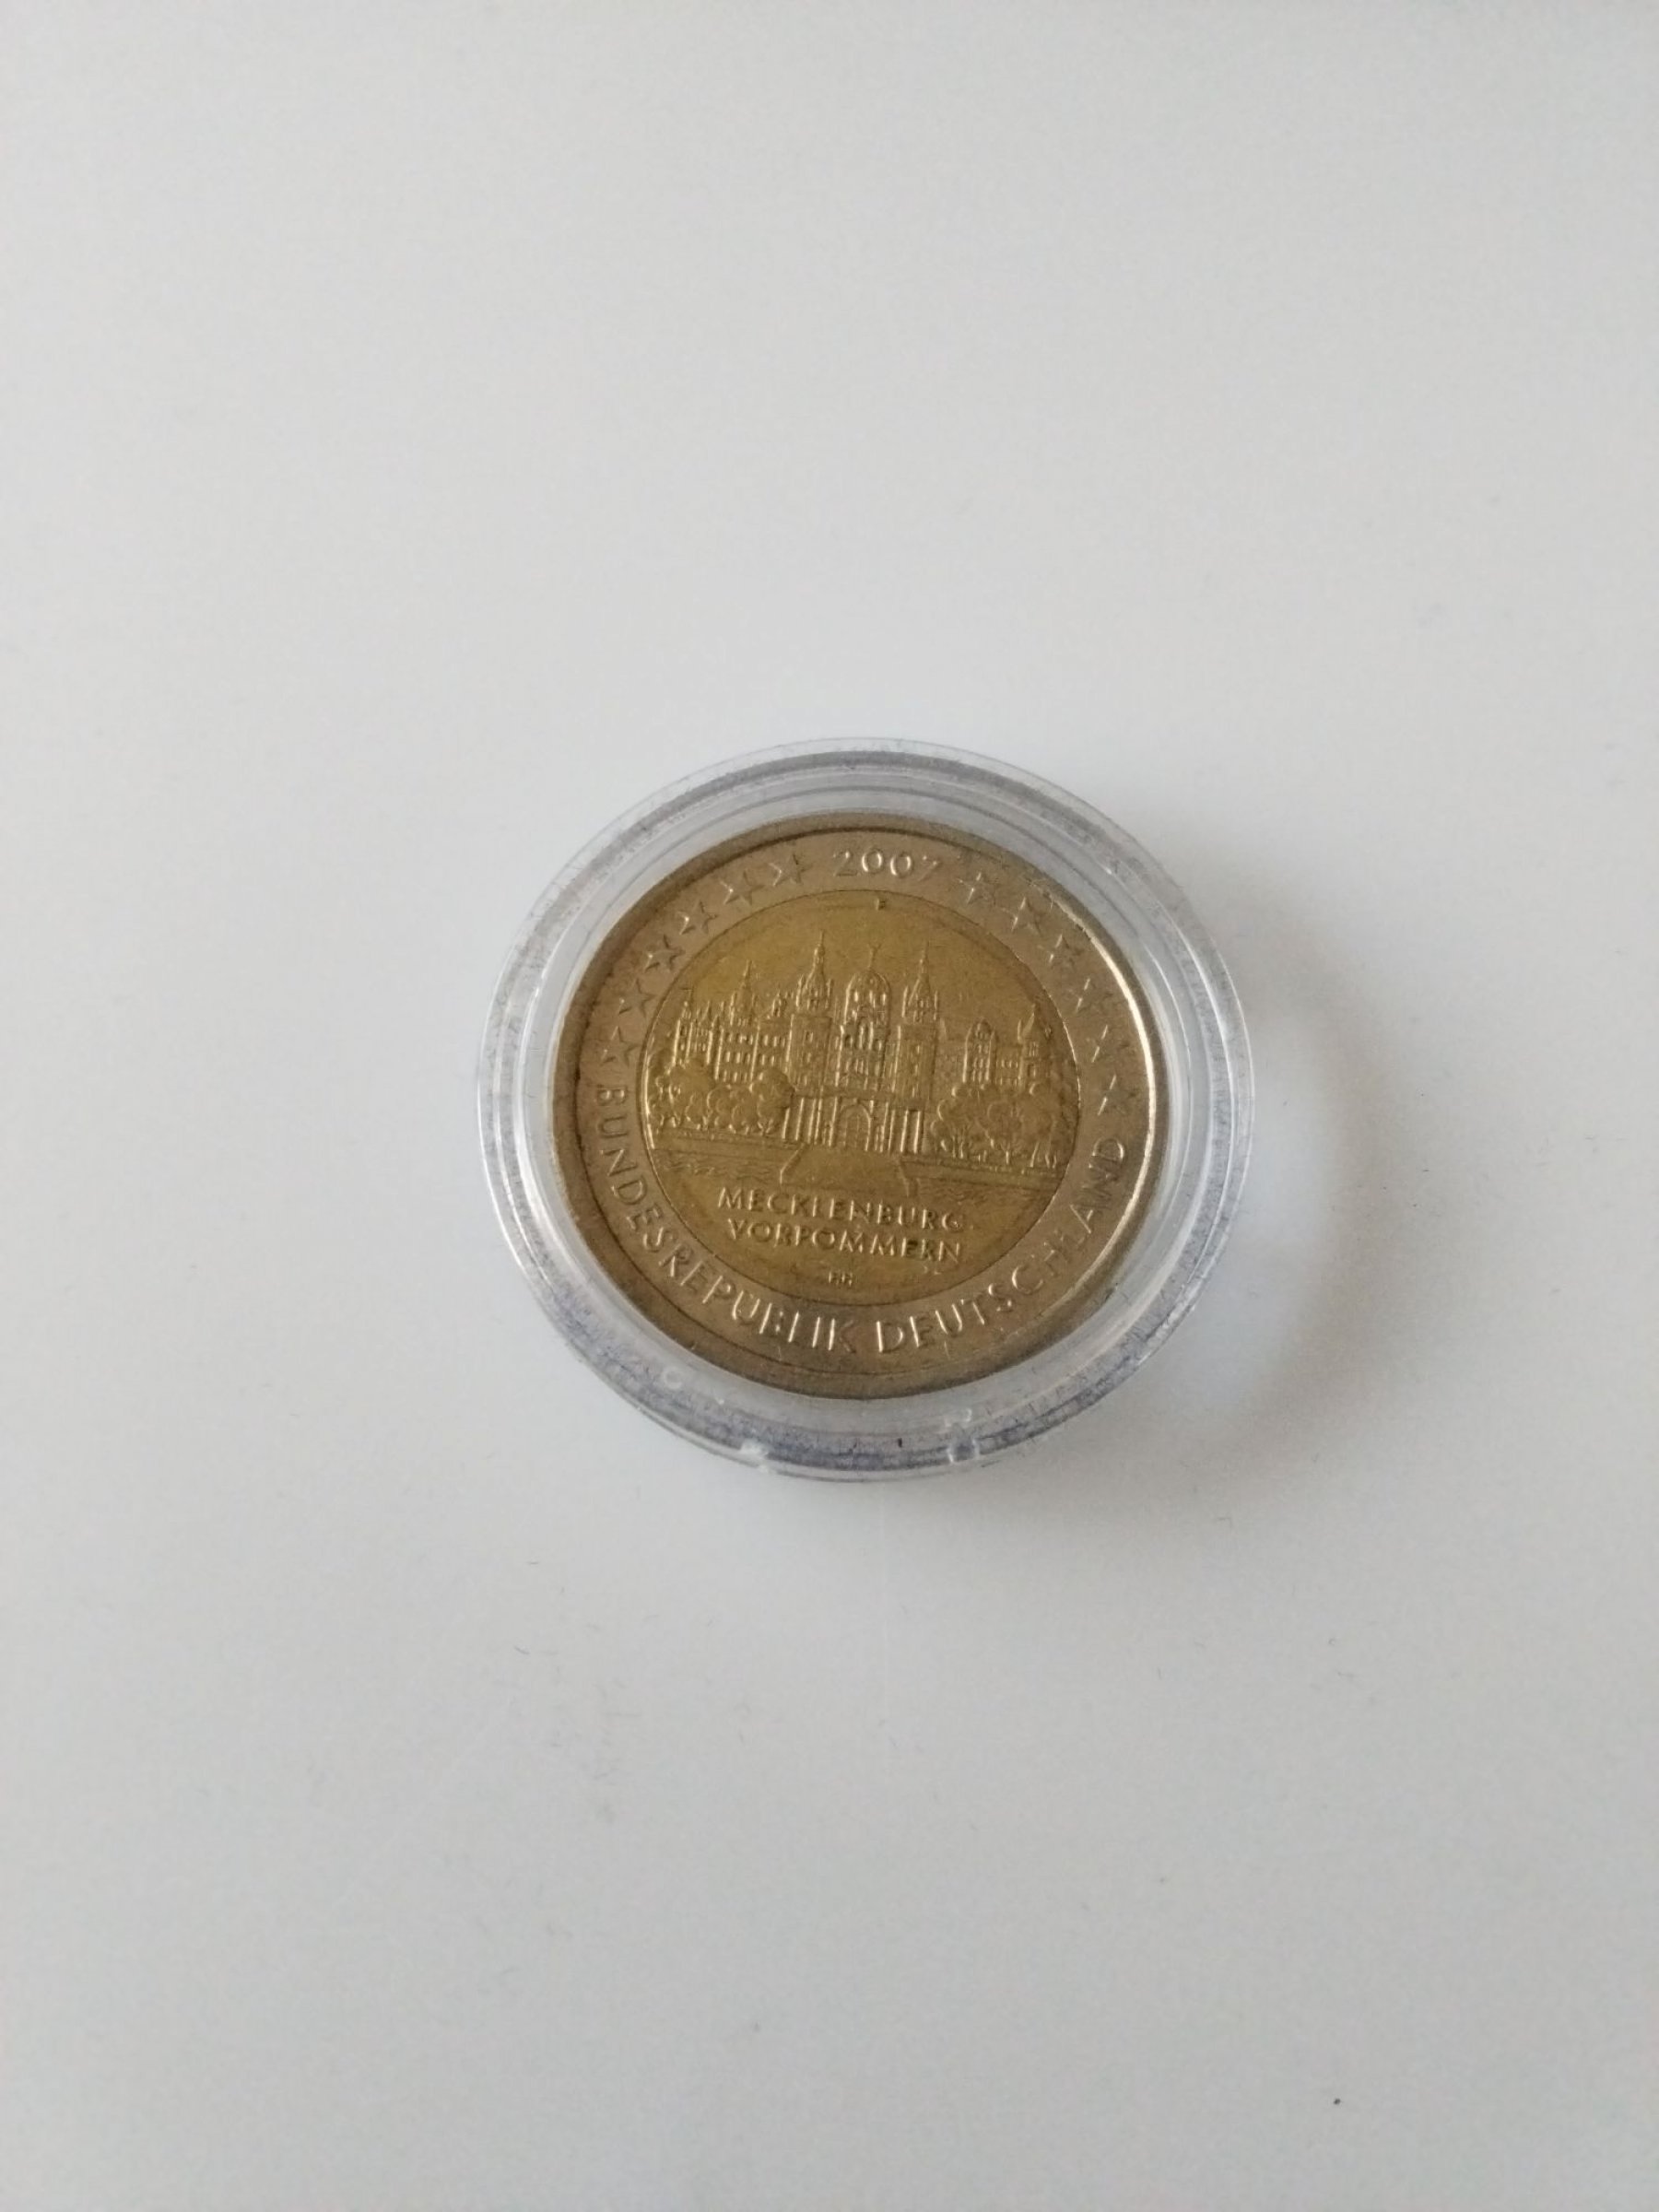 2007
MECKLENBURG-
VORPOMMERN
BUNDESREPUBLIK DEUTSCHLAND